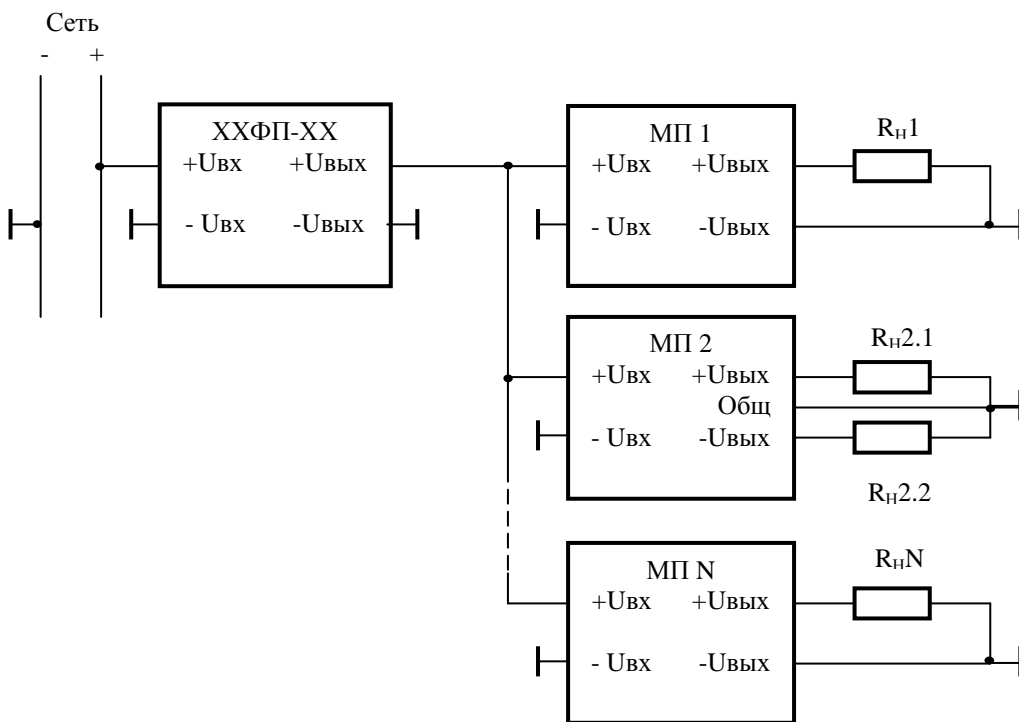 Сеть
- +
ХХФП-ХХ
+Uвх +Uвых
- Uвх -Uвых
МП 1
+Uвх +Uвых
- Uвх -Uвых
RН1
МП 2
+Uвх +Uвых
Общ
- Uвх -Uвых
RН2.1
RН2.2
МП N
+Uвх +Uвых
- Uвх -Uвых
RНN